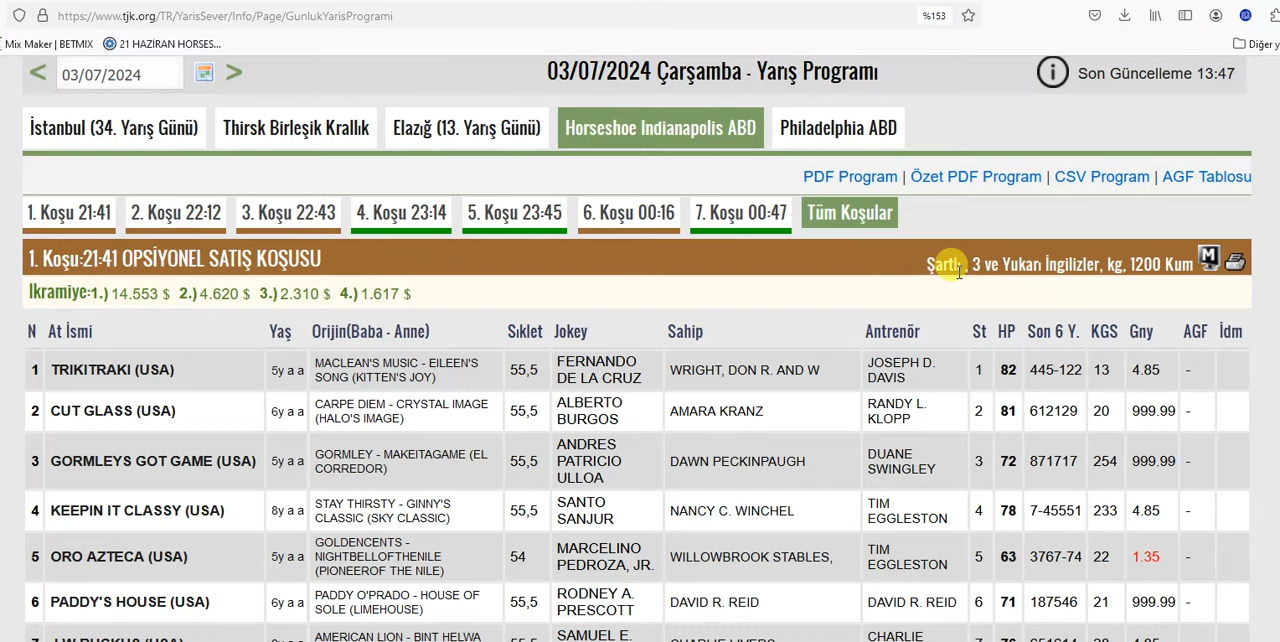 https://www.tjk.org/TR/YarisSever/Info/Page/GunlukYarisProgrami
%153
Mix Maker | BETMIX
21 HAZİRAN HORSES...
Diğer y
<
03/07/2024
>
03/07/2024 Çarşamba - Yarış Programı
Son Güncelleme 13:47
İstanbul (34. Yarış Günü)
Thirsk Birleşik Krallık
Elazığ (13. Yarış Günü)
Horseshoe Indianapolis ABD
Philadelphia ABD
PDF Program | Özet PDF Program | CSV Program | AGF Tablosu
1. Koşu 21:41
2. Koşu 22:12
3. Koşu 22:43
4. Koşu 23:14
5. Koşu 23:45
6. Koşu 00:16
7. Koşu 00:47
Tüm Koşular
1. Koşu:21:41 OPSİYONEL SATIŞ KOŞUSU
, 3 ve Yukarı İngilizler, kg, 1200 Kum
M
İkramiye:1.) 14.553 $ 2.) 4.620 $ 3.) 2.310 $ 4.) 1.617 $
N At İsmi Yaş Orijin(Baba - Anne) Sıklet Jokey Sahip Antrenör St HP Son 6 Y. KGS Gny AGF İdm
1 TRIKITRAKI (USA) 5y a a MACLEAN'S MUSIC - EILEEN'S SONG (KITTEN'S JOY) 55,5 FERNANDO DE LA CRUZ WRIGHT, DON R. AND W JOSEPH D. DAVIS 1 82 445-122 13 4.85 -
2 CUT GLASS (USA) 6y a a CARPE DIEM - CRYSTAL IMAGE (HALO'S IMAGE) 55,5 ALBERTO BURGOS AMARA KRANZ RANDY L. KLOPP 2 81 612129 20 999.99 -
3 GORMLEYS GOT GAME (USA) 5y a a GORMLEY - MAKEITAGAME (EL CORREDOR) 55,5 ANDRES PATRICIO ULLOA DAWN PECKINPAUGH DUANE SWINGLEY 3 72 871717 254 999.99 -
4 KEEPIN IT CLASSY (USA) 8y a a STAY THIRSTY - GINNY'S CLASSIC (SKY CLASSIC) 55,5 SANTO SANJUR NANCY C. WINCHEL TIM EGGLESTON 4 78 7-45551 233 4.85 -
5 ORO AZTECA (USA) 5y a a GOLDENCENTS - NIGHTBELLOFTHENILE (PIONEEROF THE NILE) 54 MARCELINO PEDROZA, JR. WILLOWBROOK STABLES, TIM EGGLESTON 5 63 3767-74 22 1.35 -
6 PADDY'S HOUSE (USA) 6y a a PADDY O'PRADO - HOUSE OF SOLE (LIMEHOUSE) 55,5 RODNEY A. PRESCOTT DAVID R. REID DAVID R. REID 6 71 187546 21 999.99 -
AMERICAN LION - BINT HELWA SAMUEL E. CHARLIE